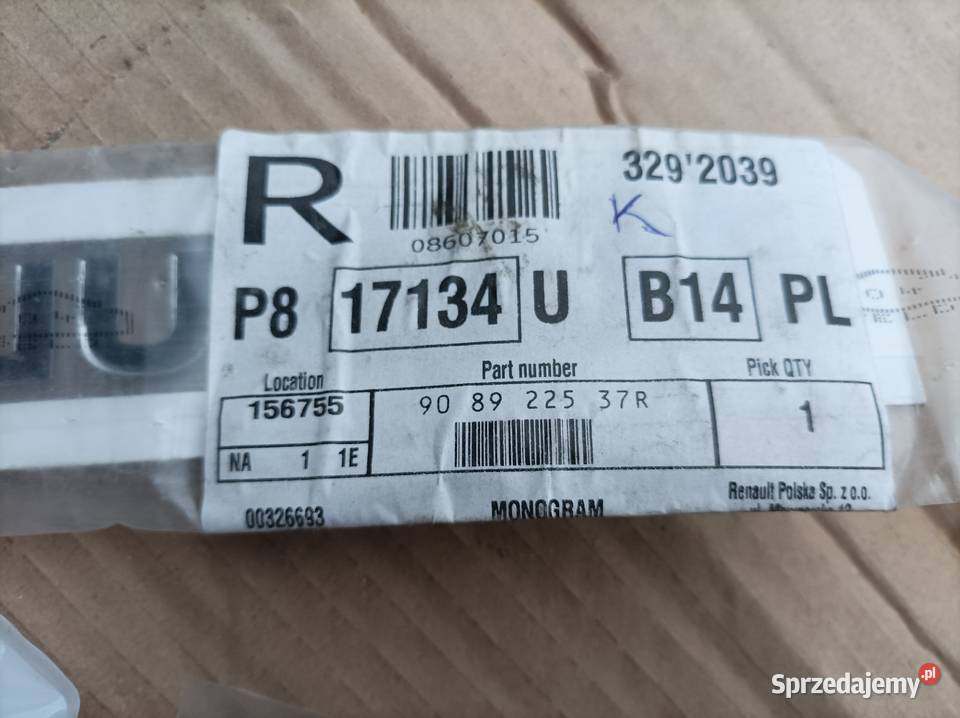 R
329'2039
K
08607015
P8 17134 U B14 PL
Location Part number Pick QTY
156755 90 89 225 37R 1
NA 1 1E
Renault Polska Sp. z o.o.
00326693 MONOGRAM
ul.
Sprzedajemy.pl